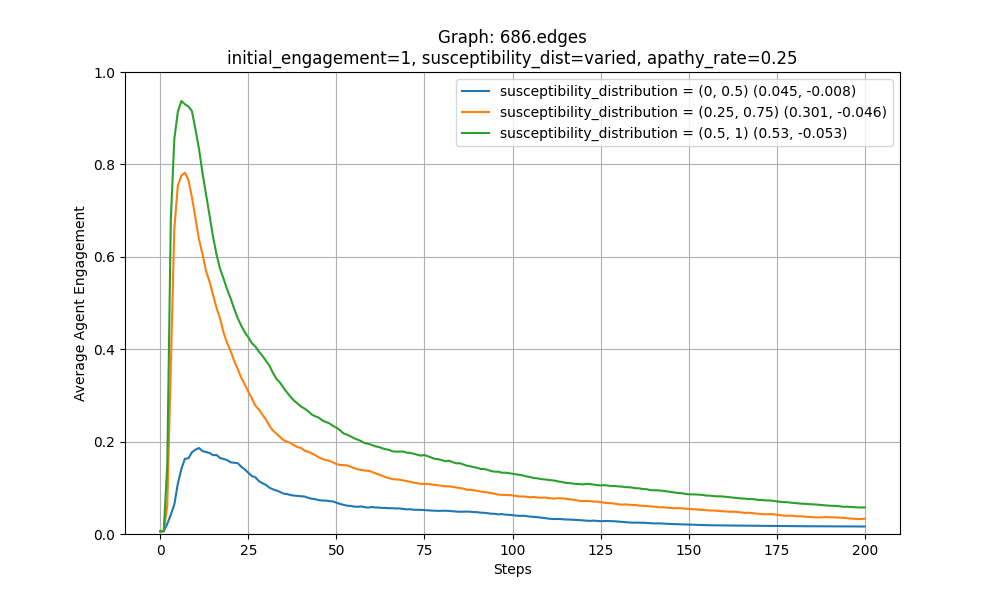 Graph: 686.edges
initial_engagement=1, susceptibility_dist=varied, apathy_rate=0.25
susceptibility_distribution = (0, 0.5) (0.045, -0.008)
susceptibility_distribution = (0.25, 0.75) (0.301, -0.046)
susceptibility_distribution = (0.5, 1) (0.53, -0.053)
Average Agent Engagement
1.0
0.8
0.6
0.4
0.2
0.0
0 25 50 75 100 125 150 175 200
Steps